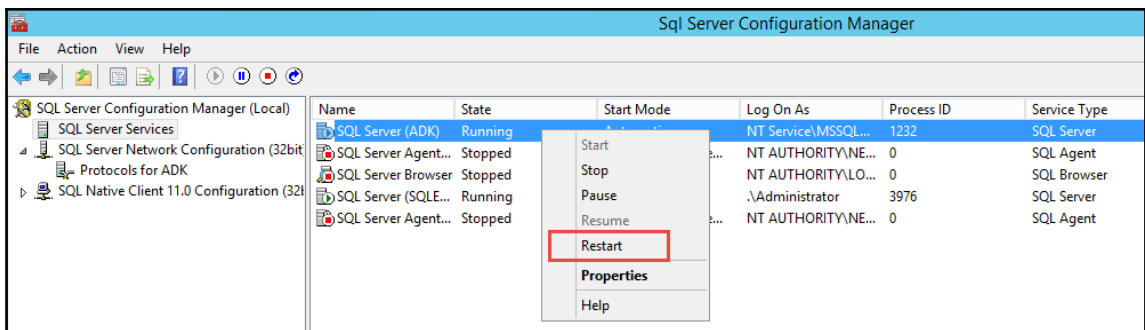 Sql Server Configuration Manager
File Action View Help
SQL Server Configuration Manager (Local)
SQL Server Services
SQL Server Network Configuration (32bit
Protocols for ADK
SQL Native Client 11.0 Configuration (32
Name State Start Mode Log On As Process ID Service Type
SQL Server (ADK) Running NT Service\MSSQL... 1232 SQL Server
SQL Server Agent... Stopped NT AUTHORITY\NE... 0 SQL Agent
SQL Server Browser Stopped NT AUTHORITY\LO... 0 SQL Browser
SQL Server (SQLE... Running .\Administrator 3976 SQL Server
SQL Server Agent... Stopped NT AUTHORITY\NE... 0 SQL Agent
Start
Stop
Pause
Resume
Restart
Properties
Help